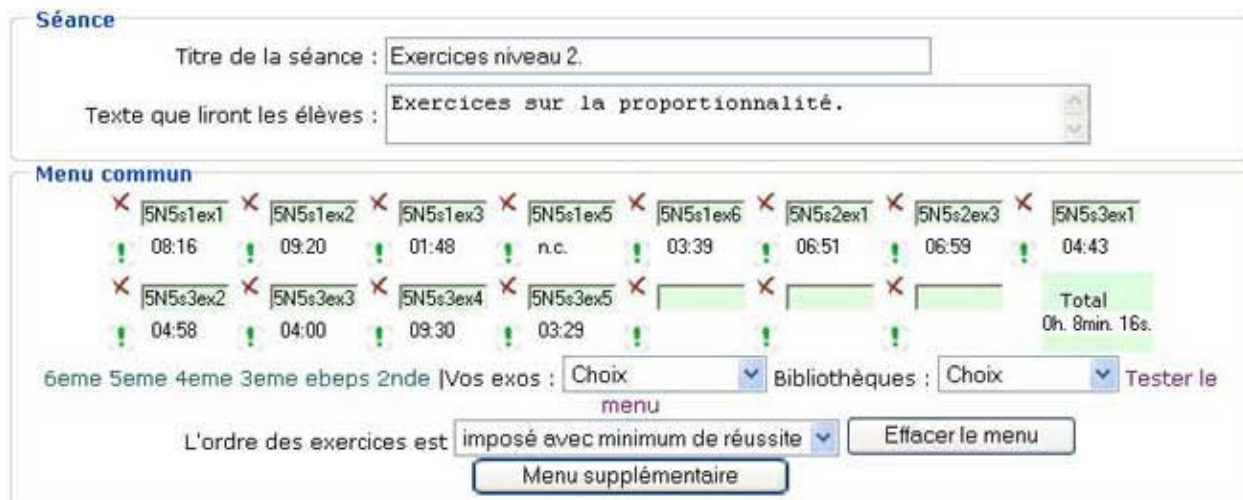 Séance
Titre de la séance : Exercices niveau 2.
Texte que liront les élèves : Exercices sur la proportionnalité.
Menu commun
5N5s1ex1 5N5s1ex2 5N5s1ex3 5N5s1ex5 5N5s1ex6 5N5s2ex1 5N5s2ex3 5N5s3ex1
08:16 09:20 01:48 n.c. 03:39 06:51 06:59 04:43
5N5s3ex2 5N5s3ex3 5N5s3ex4 5N5s3ex5 Total
04:58 04:00 09:30 03:29 0h. 8min. 16s.
6eme 5eme 4eme 3eme ebeps 2nde |Vos exos : Choix Bibliothèques : Choix Tester le
menu
L'ordre des exercices est imposé avec minimum de réussite Effacer le menu
Menu supplémentaire